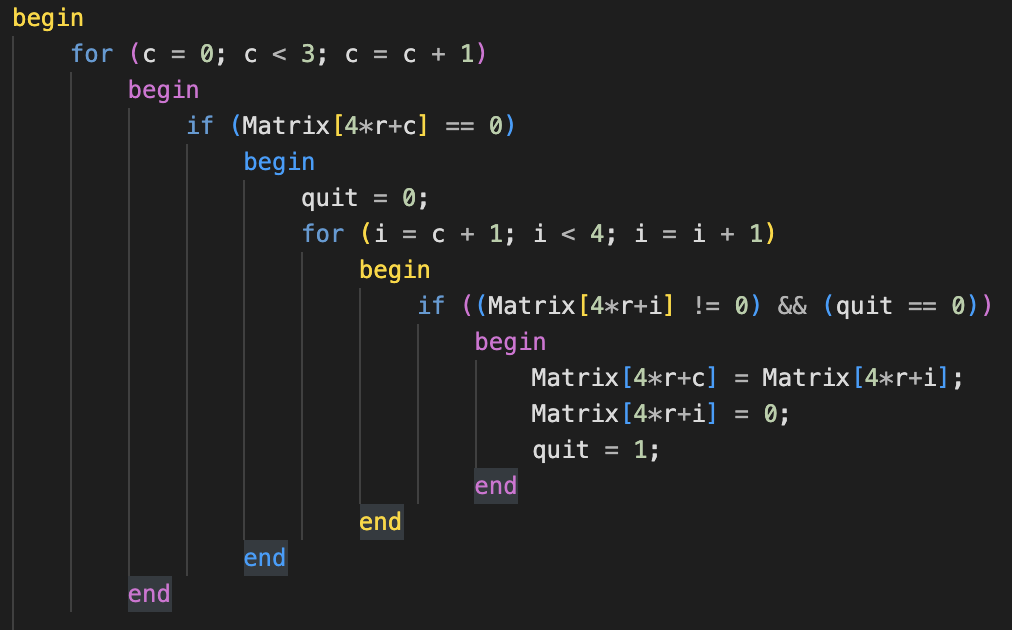 begin
for (c = 0; c < 3; c = c + 1)
begin
if (Matrix[4*r+c] == 0)
begin
quit = 0;
for (i = c + 1; i < 4; i = i + 1)
begin
if ((Matrix[4*r+i] != 0) && (quit == 0))
begin
Matrix[4*r+c] = Matrix[4*r+i];
Matrix[4*r+i] = 0;
quit = 1;
end
end
end
end